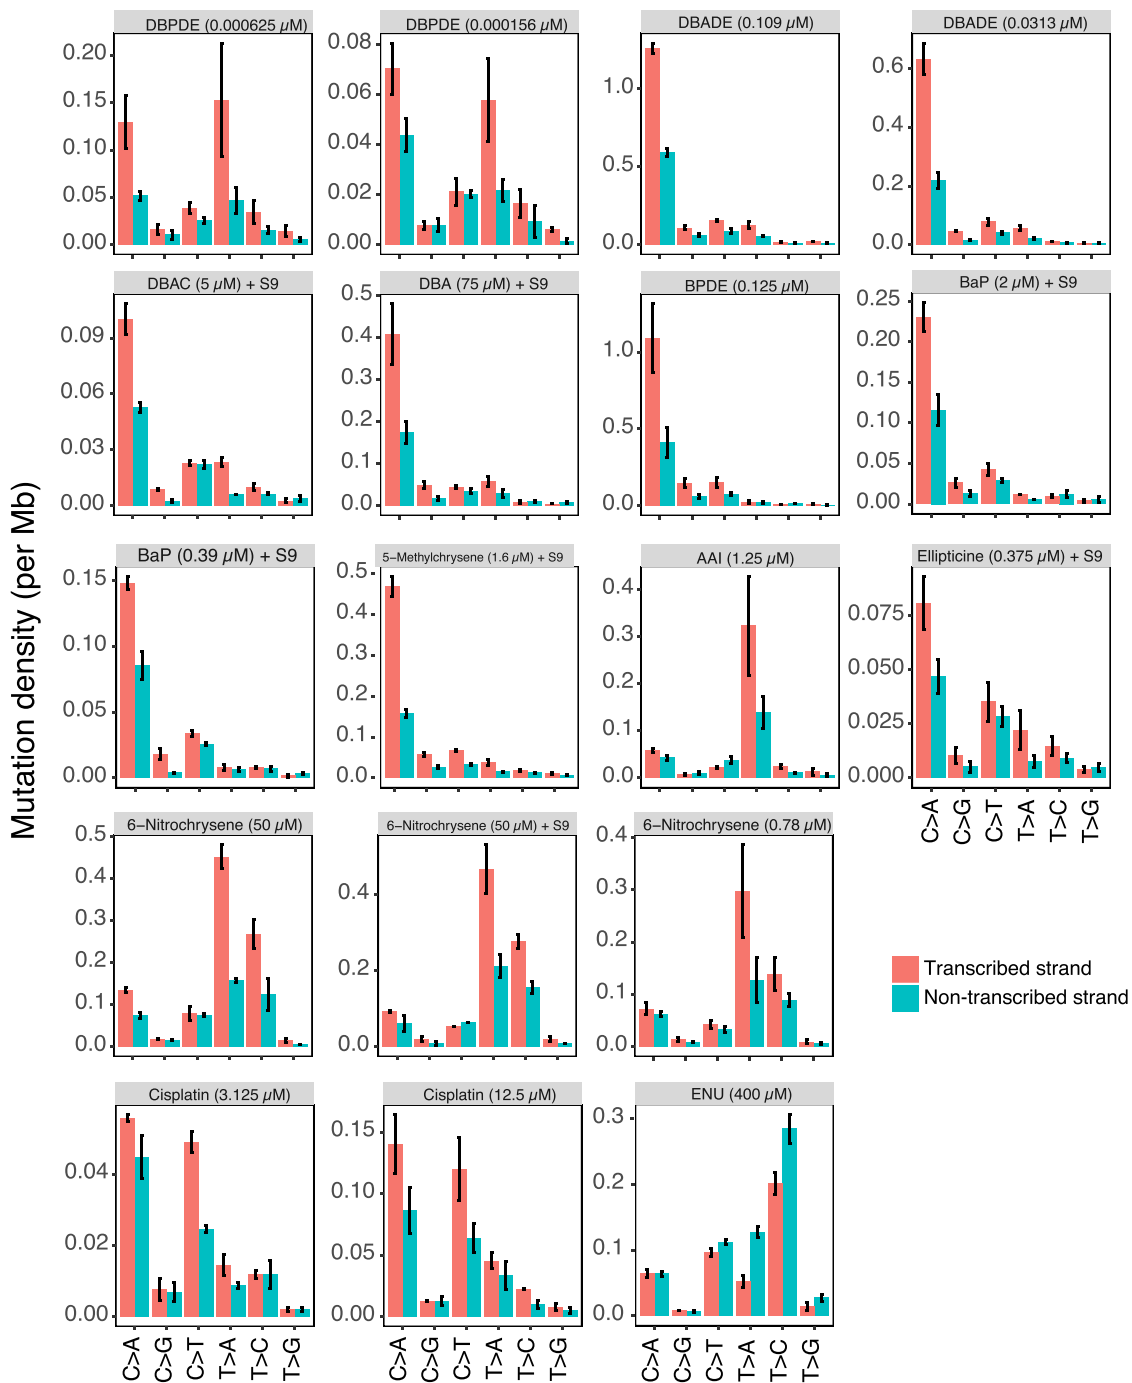 Mutation density (per Mb)
DBPDE (0.000625 µM)
0.20
0.15
0.10
0.05
0.00
DBPDE (0.000156 µM)
0.08
0.06
0.04
0.02
0.00
DBADE (0.109 µM)
1.0
0.5
0.0
DBADE (0.0313 µM)
0.6
0.4
0.2
0.0
DBAC (5 µM) + S9
0.09
0.06
0.03
0.00
DBA (75 µM) + S9
0.5
0.4
0.3
0.2
0.1
0.0
BPDE (0.125 µM)
1.0
0.5
0.0
BaP (2 µM) + S9
0.25
0.20
0.15
0.10
0.05
0.00
BaP (0.39 µM) + S9
0.15
0.10
0.05
0.00
5−Methylchrysene (1.6 µM) + S9
0.5
0.4
0.3
0.2
0.1
0.0
AAI (1.25 µM)
0.4
0.3
0.2
0.1
0.0
Ellipticine (0.375 µM) + S9
0.075
0.050
0.025
0.000
C>A
C>G
C>T
T>A
T>C
T>G
6−Nitrochrysene (50 µM)
0.5
0.4
0.3
0.2
0.1
0.0
6−Nitrochrysene (50 µM) + S9
0.4
0.2
0.0
6−Nitrochrysene (0.78 µM)
0.4
0.3
0.2
0.1
0.0
Transcribed strand
Non-transcribed strand
Cisplatin (3.125 µM)
0.04
0.02
0.00
C>A
C>G
C>T
T>A
T>C
T>G
Cisplatin (12.5 µM)
0.15
0.10
0.05
0.00
C>A
C>G
C>T
T>A
T>C
T>G
ENU (400 µM)
0.3
0.2
0.1
0.0
C>A
C>G
C>T
T>A
T>C
T>G